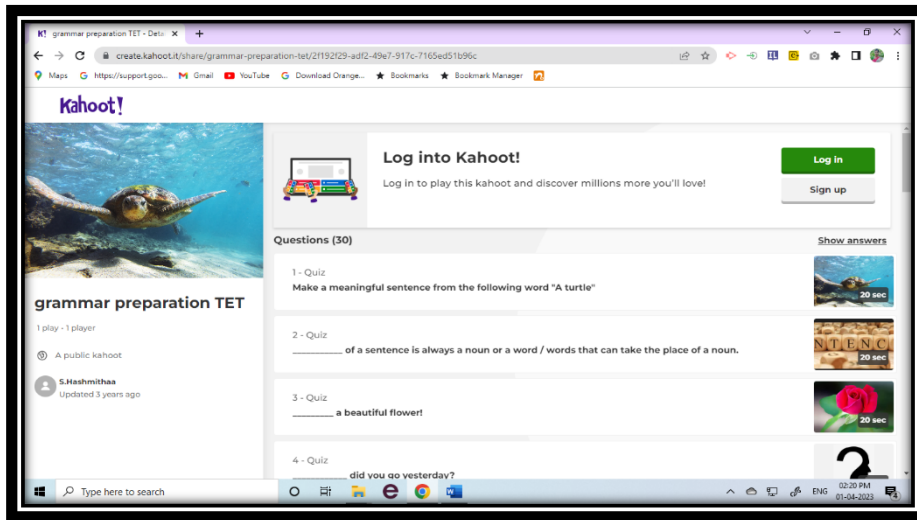 grammar preparation TET - Deta
create.kahoot.it/share/grammar-preparation-tet/2f192f29-adf2-49e7-917c-7165ed51b96c
Maps
https://support.goo...
Gmail
YouTube
Download Orange...
Bookmarks
Bookmark Manager
Kahoot!
Log into Kahoot!
Log in to play this kahoot and discover millions more you'll love!
Log in
Sign up
Questions (30)
Show answers
1 - Quiz
Make a meaningful sentence from the following word "A turtle"
20 sec
grammar preparation TET
1 play - 1 player
A public kahoot
S.Hashmithaa
Updated 3 years ago
2 - Quiz
__________ of a sentence is always a noun or a word / words that can take the place of a noun.
NTENC
20 sec
3 - Quiz
________ a beautiful flower!
20 sec
4 - Quiz
___________ did you go yesterday?
Type here to search
ENG
02:20 PM
01-04-2023